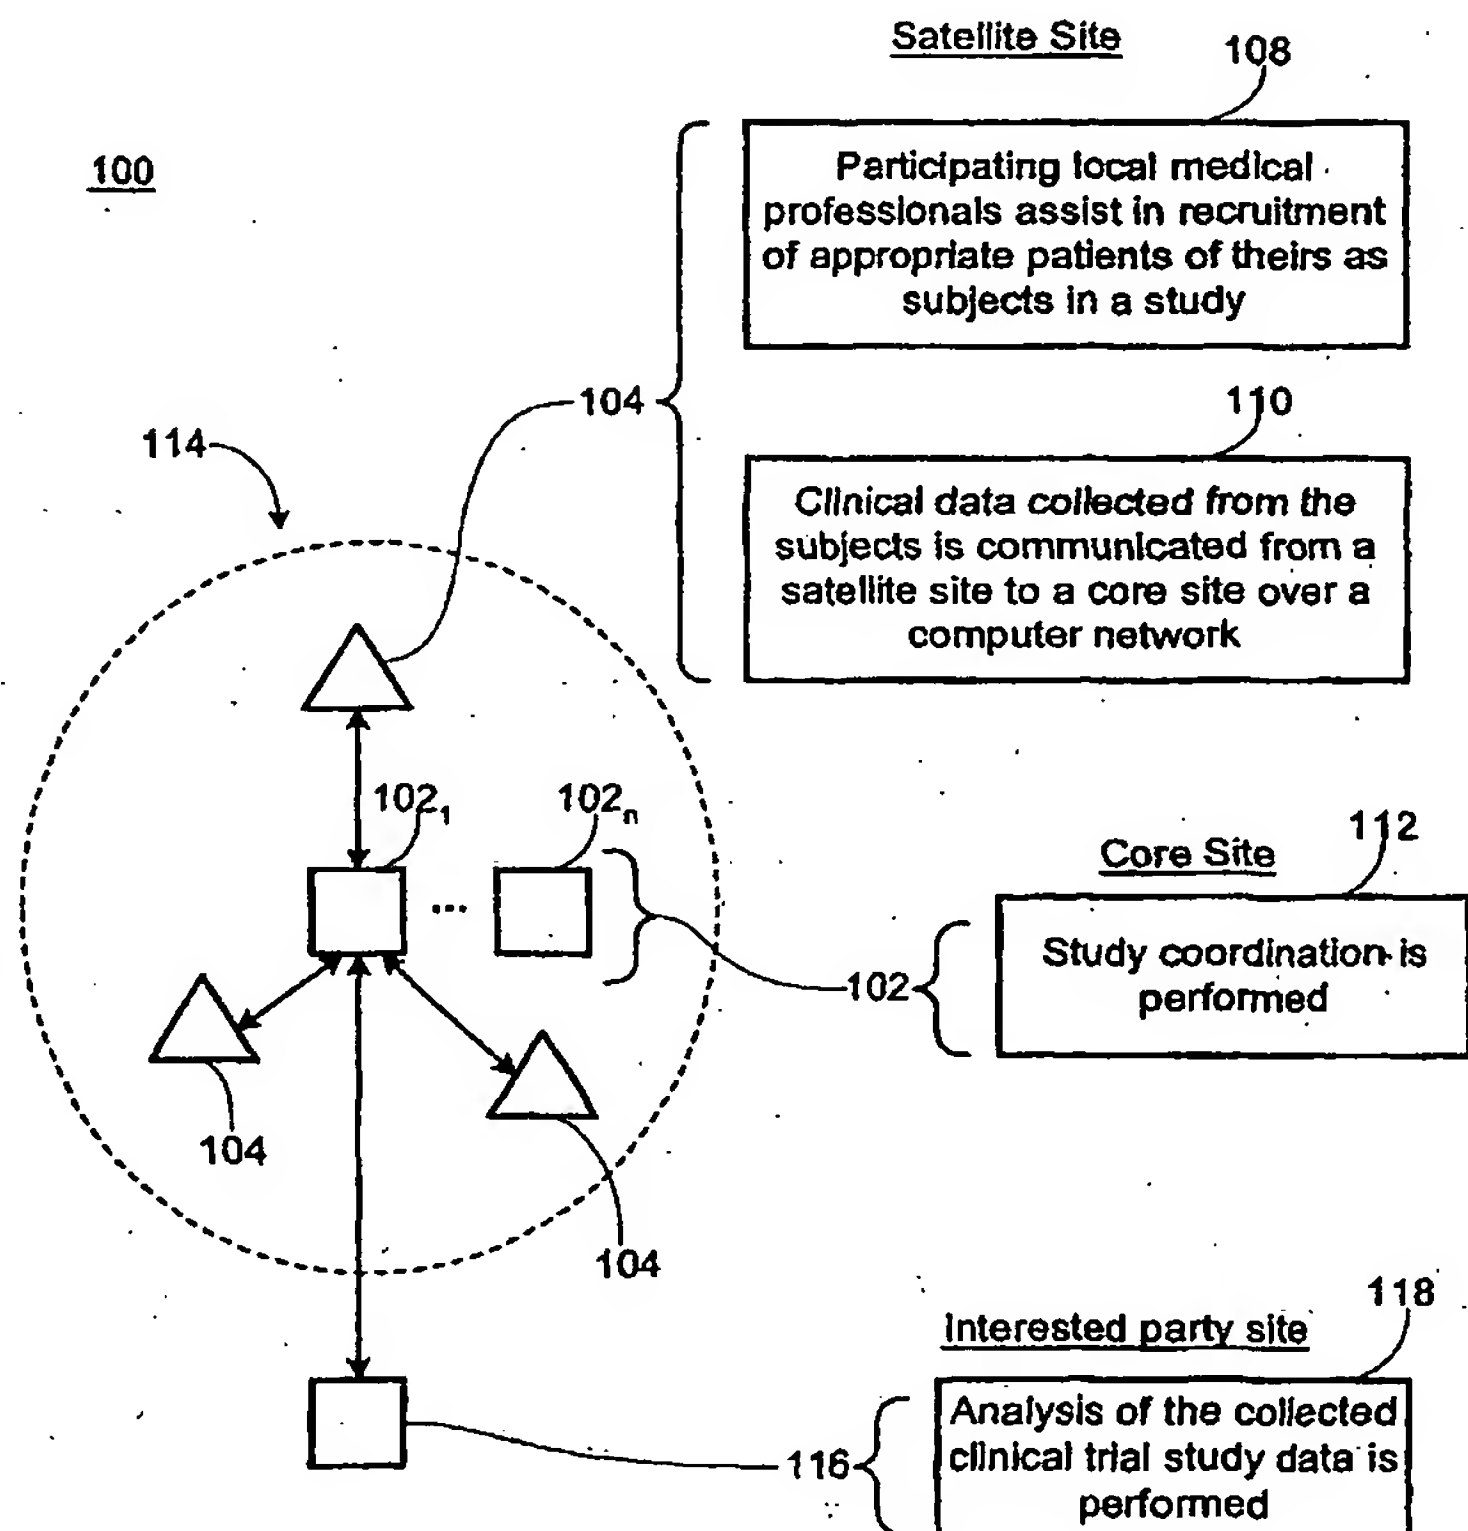 Satellite Site
108
100
Participating local medical
professionals assist in recruitment
of appropriate patients of theirs as
subjects in a study
104
110
114
Clinical data collected from the
subjects is communicated from a
satellite site to a core site over a
computer network
102₁
102ₙ
112
Core Site
Study coordination is
performed
102
104
104
118
Interested party site
Analysis of the collected
clinical trial study data is
performed
116